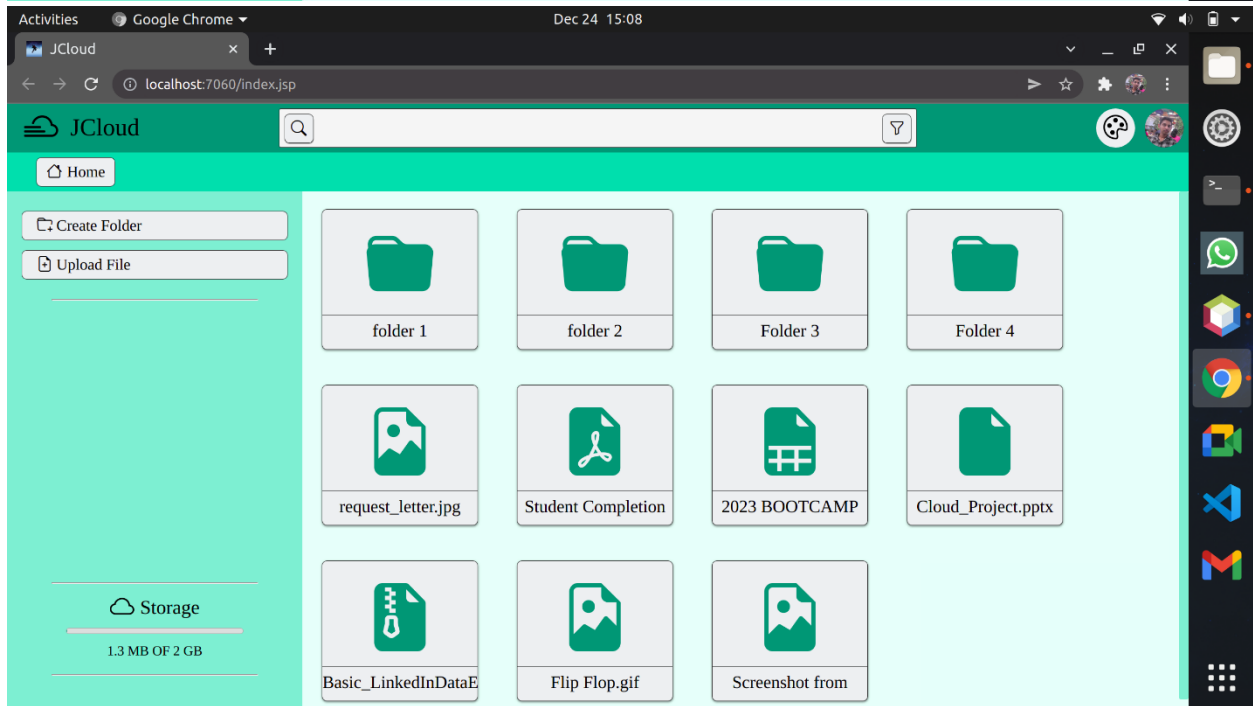 Activities Google Chrome Dec 24 15:08
JCloud
localhost:7060/index.jsp
JCloud
Home
Create Folder
Upload File
folder 1 folder 2 Folder 3 Folder 4
request_letter.jpg Student Completion 2023 BOOTCAMP Cloud_Project.pptx
Storage
1.3 MB OF 2 GB
Basic_LinkedInDataE Flip Flop.gif Screenshot from